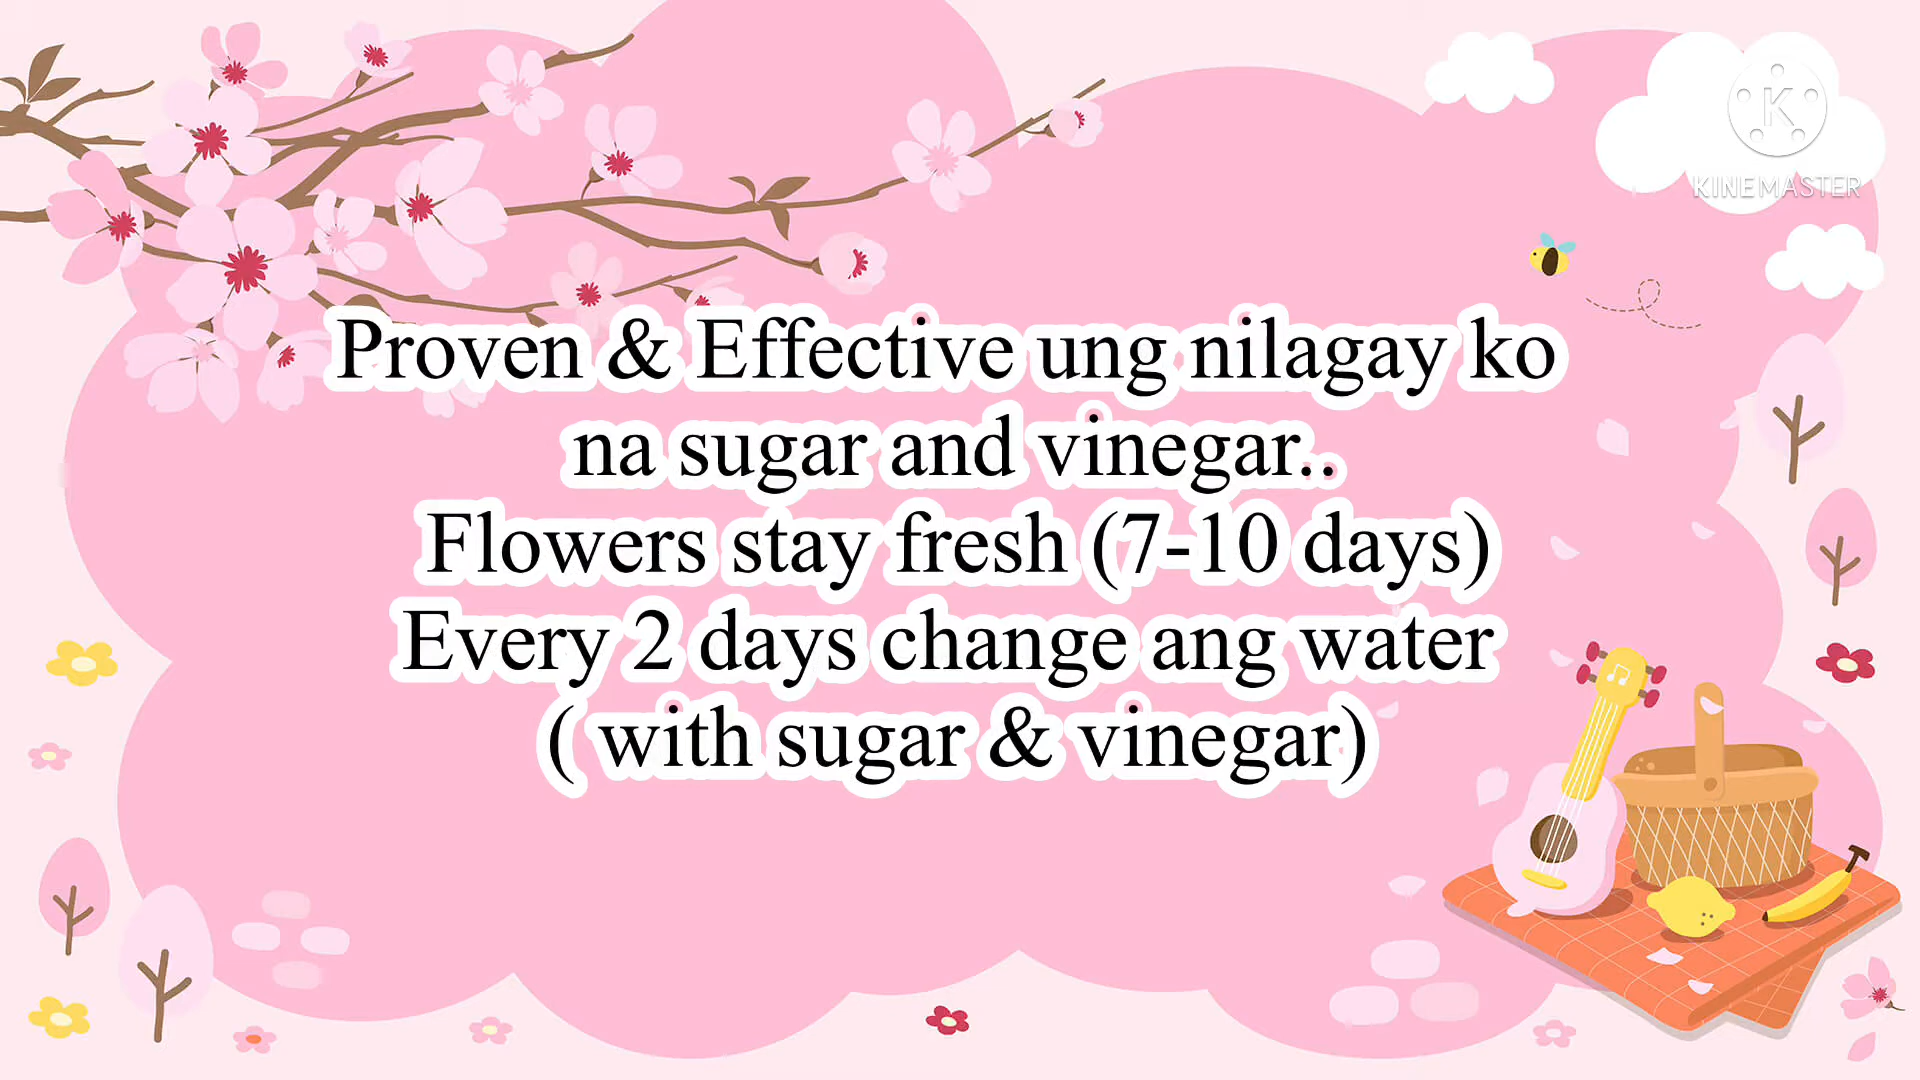 KINEMASTER
Proven & Effective ung nilagay ko
na sugar and vinegar..
Flowers stay fresh (7-10 days)
Every 2 days change ang water
( with sugar & vinegar)